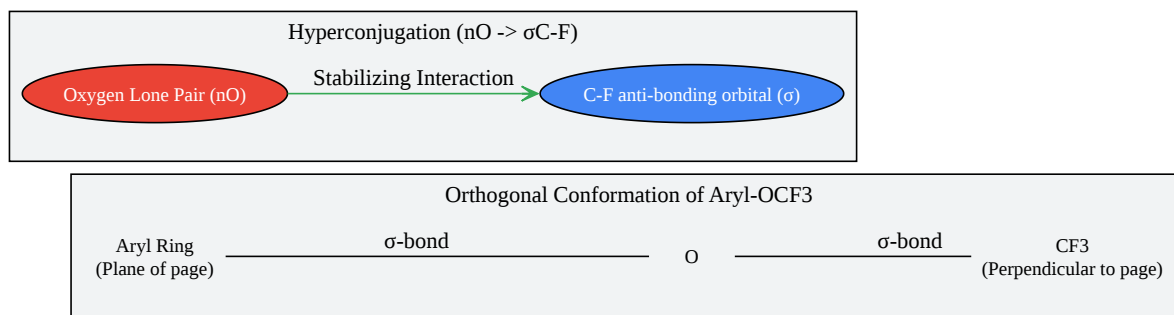 Hyperconjugation (nO -> σC-F)
Stabilizing Interaction
Oxygen Lone Pair (nO)
C-F anti-bonding orbital (σ)
Orthogonal Conformation of Aryl-OCF3
Aryl Ring
(Plane of page)
σ-bond
O
σ-bond
CF3
(Perpendicular to page)